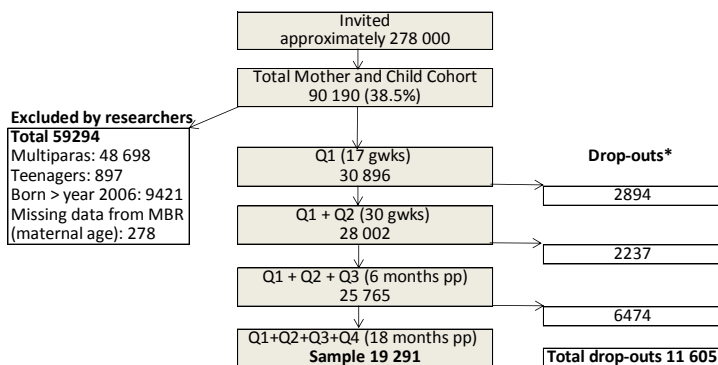 Invited
approximately 278 000
Total Mother and Child Cohort
90 190 (38.5%)
Excluded by researchers
Total 59294
Multiparas: 48 698
Teenagers: 897
Born > year 2006: 9421
Missing data from MBR
(maternal age): 278
Q1 (17 gwks)
30 896
Drop-outs*
2894
Q1 + Q2 (30 gwks)
28 002
2237
Q1 + Q2 + Q3 (6 months pp)
25 765
6474
Q1+Q2+Q3+Q4 (18 months pp)
Sample 19 291
Total drop-outs 11 605